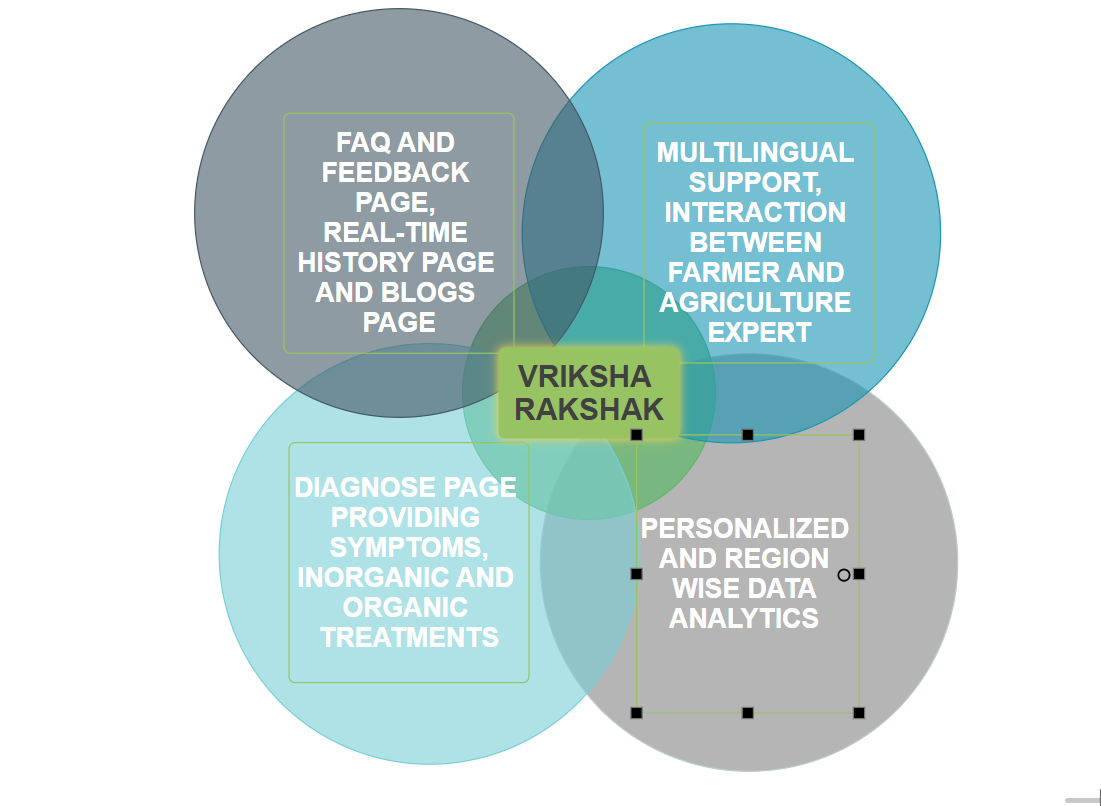 FAQ AND
FEEDBACK
PAGE,
REAL-TIME
HISTORY PAGE
AND BLOGS
PAGE
MULTILINGUAL
SUPPORT,
INTERACTION
BETWEEN
FARMER AND
AGRICULTURE
EXPERT
VRIKSHA
RAKSHAK
DIAGNOSE PAGE
PROVIDING
SYMPTOMS,
INORGANIC AND
ORGANIC
TREATMENTS
PERSONALIZED
AND REGION
WISE DATA
ANALYTICS